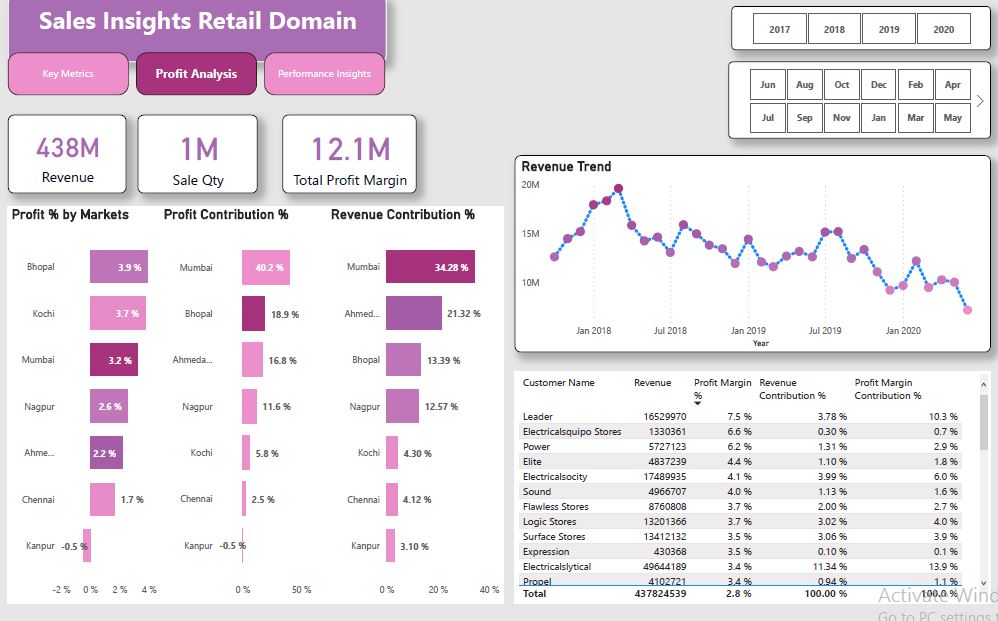 Sales Insights Retail Domain
Key Metrics
Profit Analysis
Performance Insights
2017 2018 2019 2020
Jun Aug Oct Dec Feb Apr
Jul Sep Nov Jan Mar May
438M
Revenue
1M
Sale Qty
12.1M
Total Profit Margin
Profit % by Markets
Bhopal 3.9 %
Kochi 3.7 %
Mumbai 3.2 %
Nagpur 2.6 %
Ahme... 2.2 %
Chennai 1.7 %
Kanpur -0.5 %
-2 % 0 % 2 % 4 %
Profit Contribution %
Mumbai 40.2 %
Bhopal 18.9 %
Ahmeda... 16.8 %
Nagpur 11.6 %
Kochi 5.8 %
Chennai 2.5 %
Kanpur -0.5 %
0 % 50 %
Revenue Contribution %
Mumbai 34.28 %
Ahmed... 21.32 %
Bhopal 13.39 %
Nagpur 12.57 %
Kochi 4.30 %
Chennai 4.12 %
Kanpur 3.10 %
0 % 20 % 40 %
Revenue Trend
20M
15M
10M
Jan 2018 Jul 2018 Jan 2019 Jul 2019 Jan 2020
Year
Customer Name Revenue Profit Margin Revenue Profit Margin
% Contribution % Contribution %
Leader 16529970 7.5 % 3.78 % 10.3 %
Electricalsquipo Stores 1330361 6.6 % 0.30 % 0.7 %
Power 5727123 6.2 % 1.31 % 2.9 %
Elite 4837239 4.4 % 1.10 % 1.8 %
Electricalsocity 17489935 4.1 % 3.99 % 6.0 %
Sound 4966707 4.0 % 1.13 % 1.6 %
Flawless Stores 8760808 3.7 % 2.00 % 2.7 %
Logic Stores 13201366 3.7 % 3.02 % 4.0 %
Surface Stores 13412132 3.5 % 3.06 % 3.9 %
Expression 430368 3.5 % 0.10 % 0.1 %
Electricalslytical 49644189 3.4 % 11.34 % 13.9 %
Propel 4102721 3.4 % 0.94 % 1.1 %
Total 437824539 2.8 % 100.00 % 100.0 %
Activate Wind
Go to PC settings t